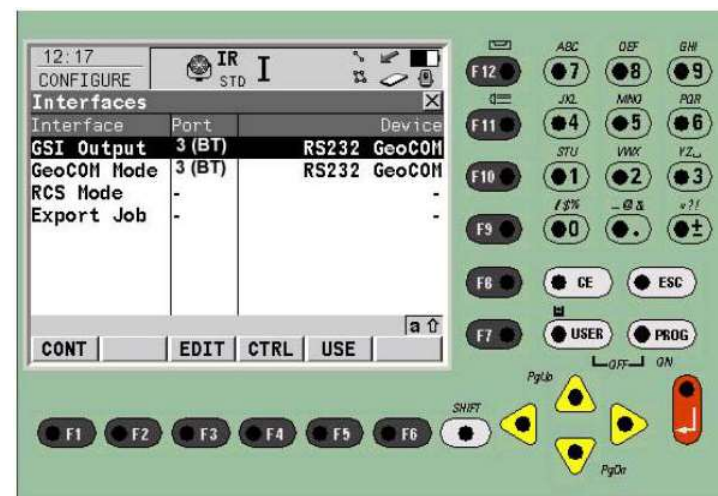 12:17
CONFIGURE
IR
STD
I
Interfaces
Interface Port Device
GSI Output 3 (BT) RS232 GeoCOM
GeoCOM Mode 3 (BT) RS232 GeoCOM
RCS Mode - -
Export Job - -
a
CONT EDIT CTRL USE
F12
ABC DEF GHI
7 8 9
F11
JKL MNO PQR
4 5 6
F10
STU VWX YZ␣
1 2 3
F9
/$% _@& *?!
0 . ±
F8 CE ESC
F7 USER PROG
OFF ON
PgUp
F1 F2 F3 F4 F5 F6 SHIFT
PgDn